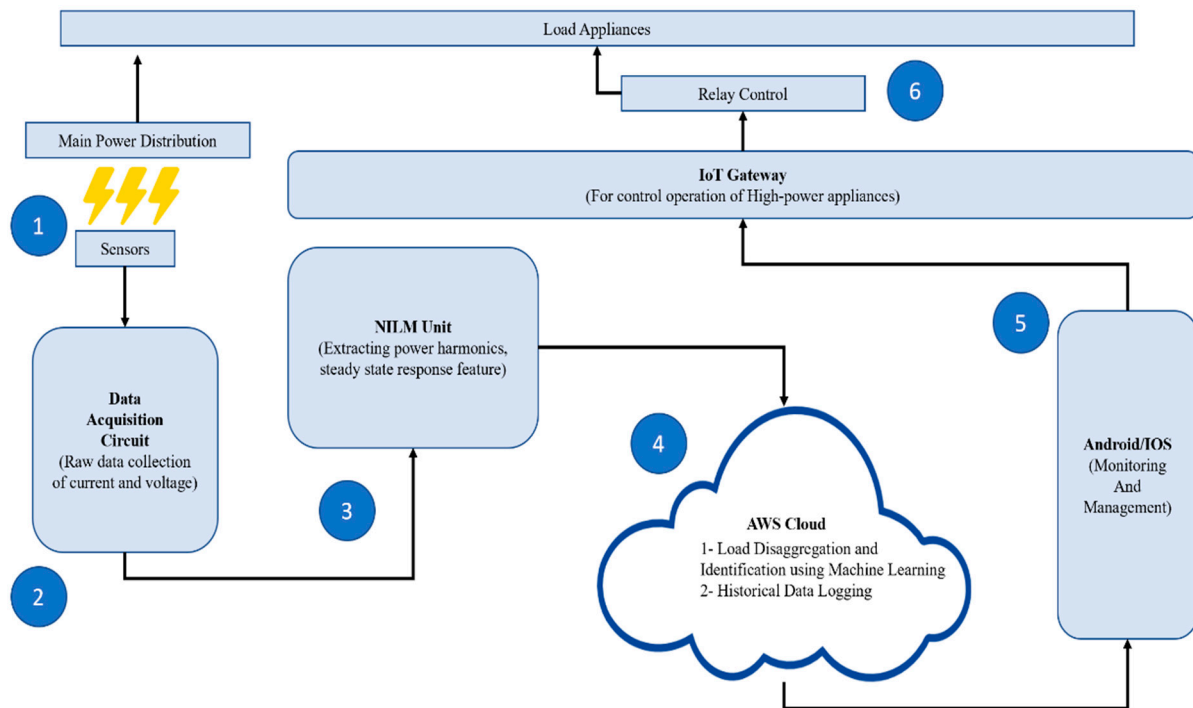 Load Appliances
6
Relay Control
Main Power Distribution
IoT Gateway
(For control operation of High-power appliances)
1
Sensors
NILM Unit
(Extracting power harmonics,
steady state response feature)
5
Data
Acquisition
Circuit
(Raw data collection
of current and voltage)
4
Android/IOS
(Monitoring
And
Management)
3
AWS Cloud
1- Load Disaggregation and
Identification using Machine Learning
2- Historical Data Logging
2